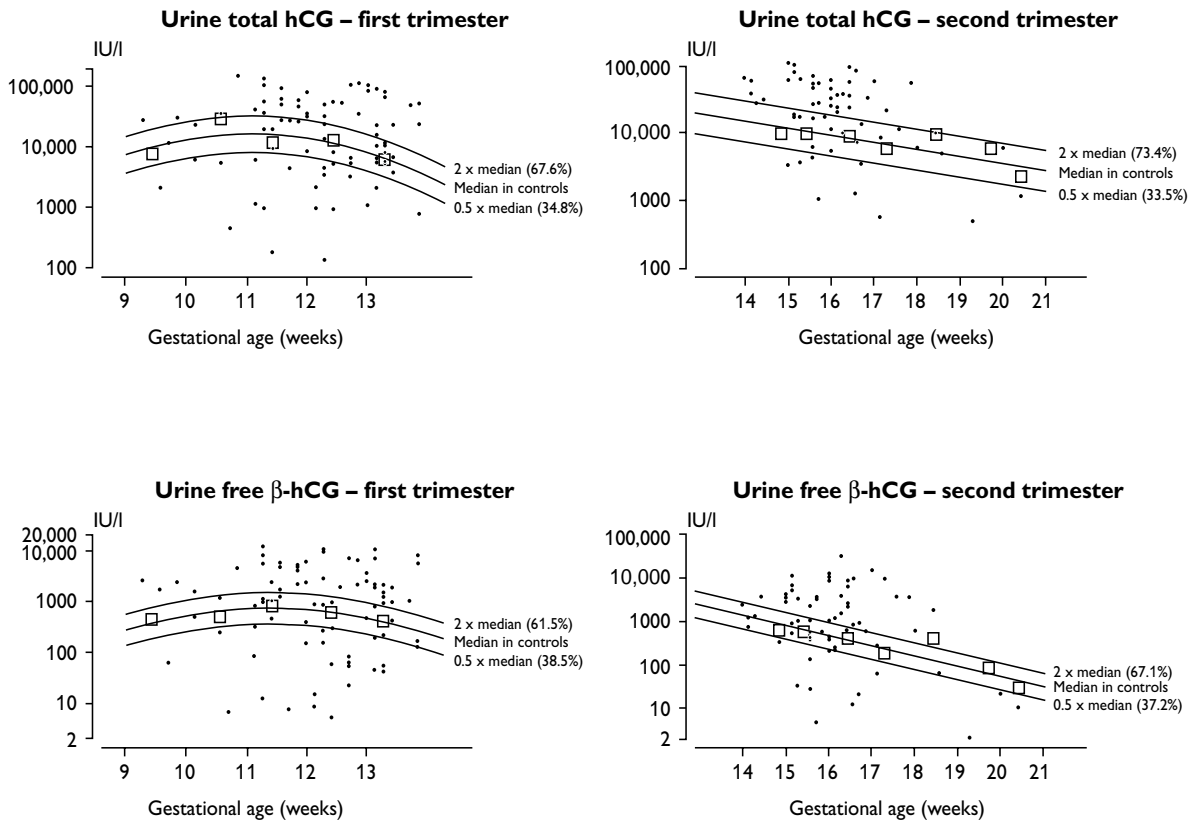 Urine total hCG – first trimester
IU/l
100,000
10,000
1000
100
2 x median (67.6%)
Median in controls
0.5 x median (34.8%)
9 10 11 12 13
Gestational age (weeks)
Urine total hCG – second trimester
IU/l
100,000
10,000
1000
100
2 x median (73.4%)
Median in controls
0.5 x median (33.5%)
14 15 16 17 18 19 20 21
Gestational age (weeks)
Urine free β-hCG – first trimester
IU/l
20,000
10,000
1000
100
10
2
2 x median (61.5%)
Median in controls
0.5 x median (38.5%)
9 10 11 12 13
Gestational age (weeks)
Urine free β-hCG – second trimester
IU/l
100,000
10,000
1000
100
10
2
2 x median (67.1%)
Median in controls
0.5 x median (37.2%)
14 15 16 17 18 19 20 21
Gestational age (weeks)